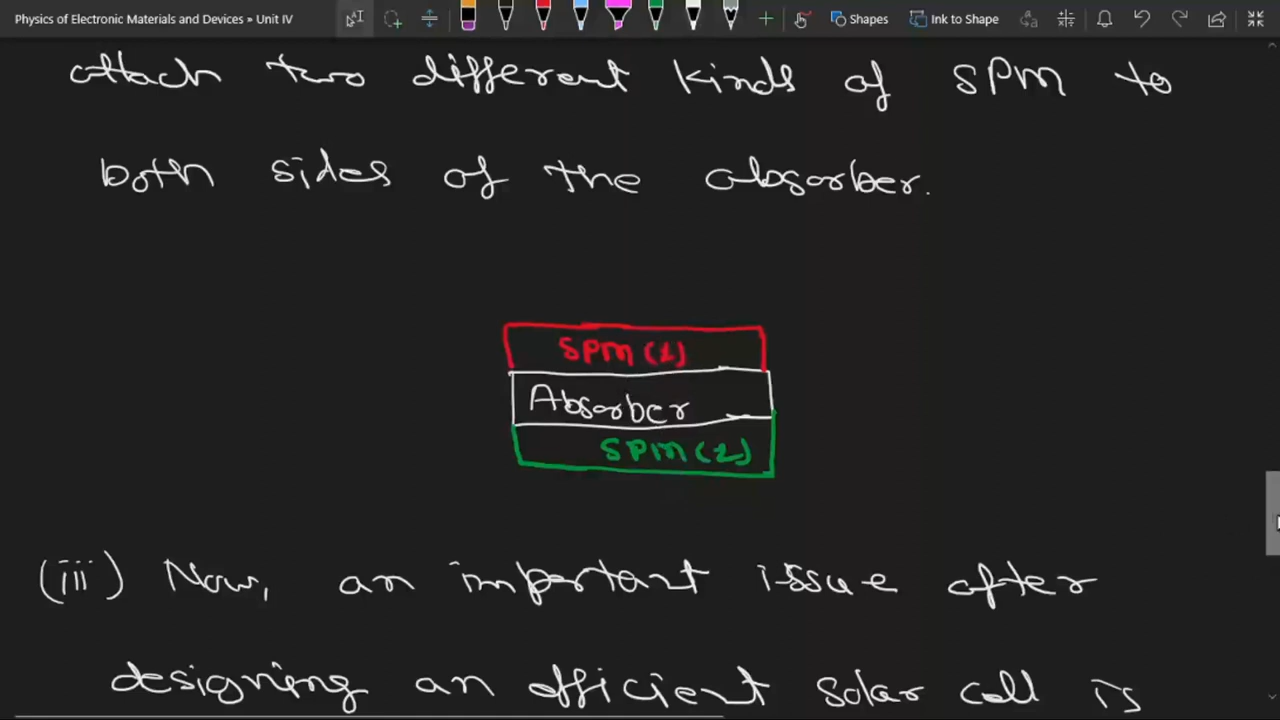 Physics of Electronic Materials and Devices » Unit IV
Shapes
Ink to Shape
attach two different kinds of SPM to
both sides of the absorber.
SPM (1)
Absorber
SPM (2)
(iii) Now, an important issue after
designing an efficient solar cell is